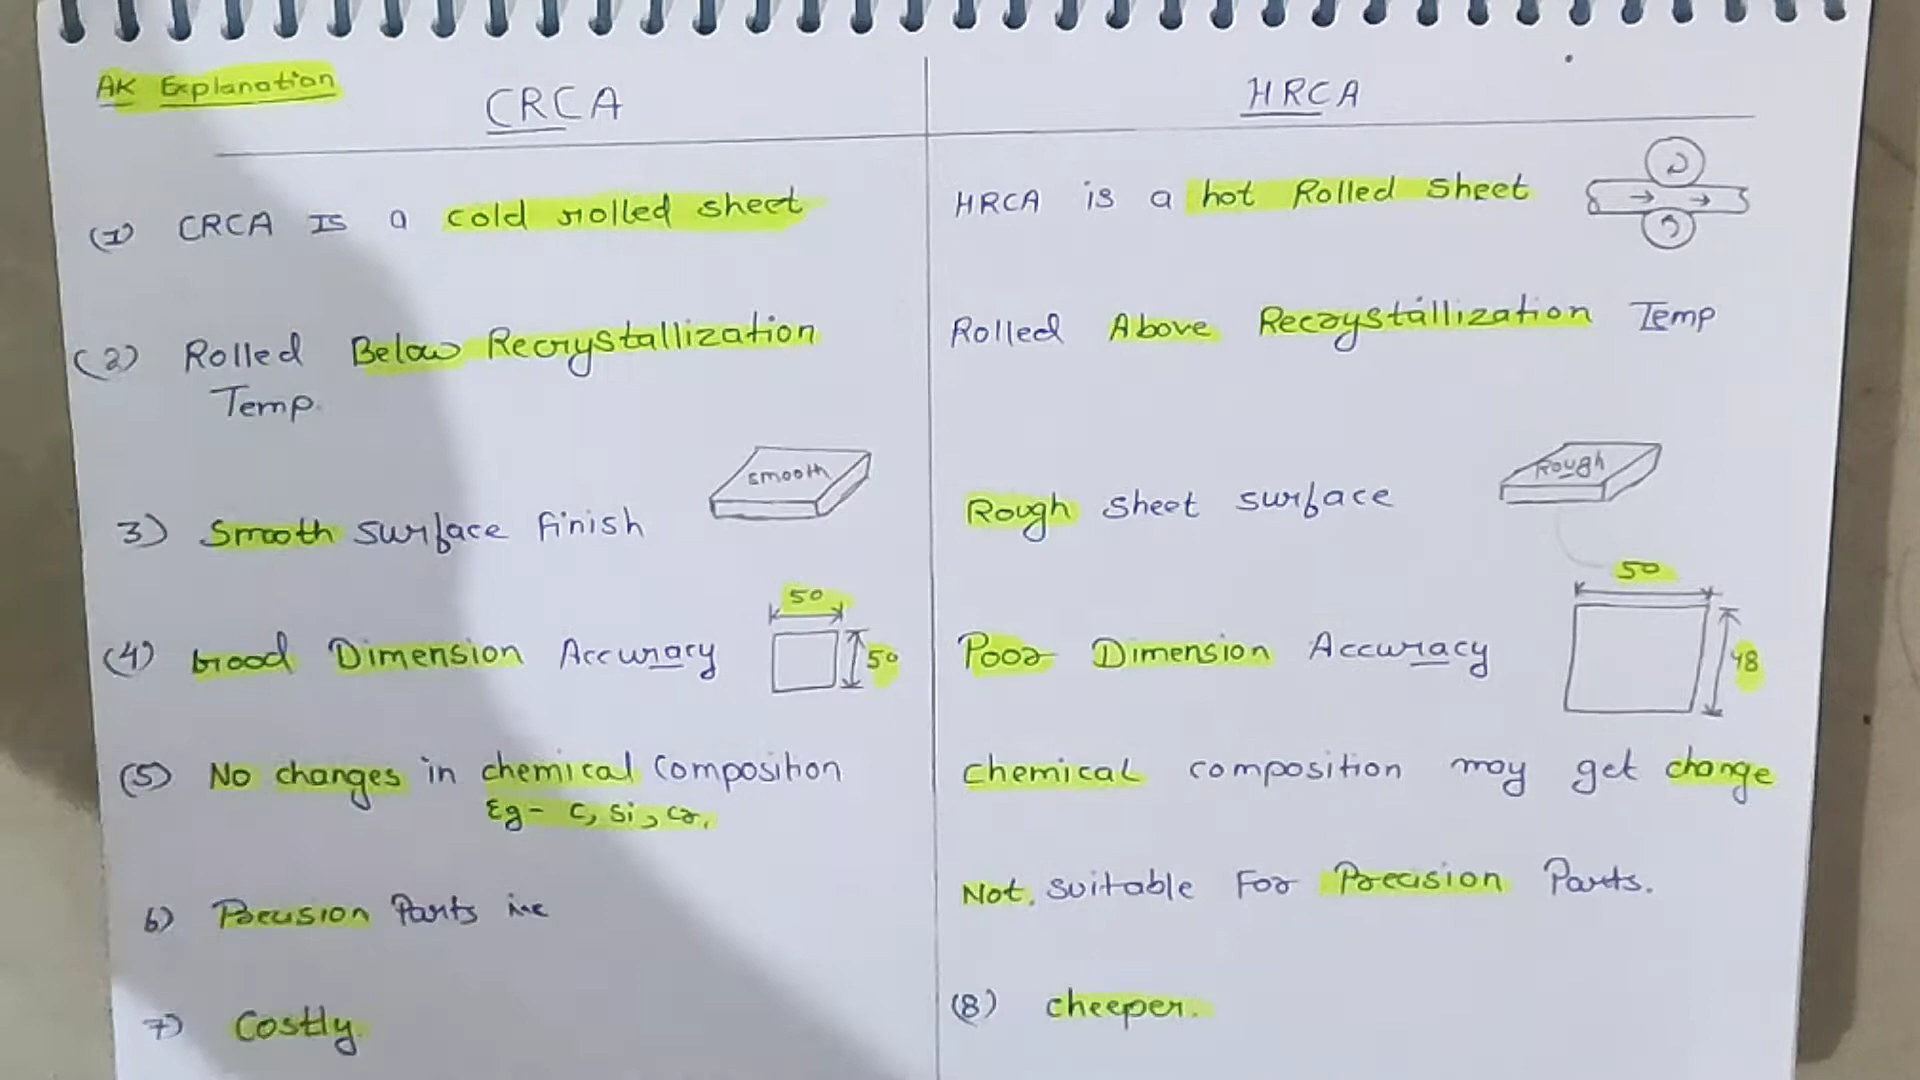 AK Explanation
CRCA
HRCA
(1) CRCA IS a cold rolled sheet
HRCA is a hot Rolled Sheet
(2) Rolled Below Recrystallization
Temp.
Rolled Above Recrystallization Temp
smooth
3) Smooth surface finish
Rough
Rough Sheet surface
50
(4) Good Dimension Accuracy
50
50
Poor Dimension Accuracy
48
(5) No changes in chemical Composition
Eg- C, Si, Cr,
Chemical composition may get change
6) Precision Parts
Not. Suitable For Precision Parts.
7) Costly.
(8) cheeper.